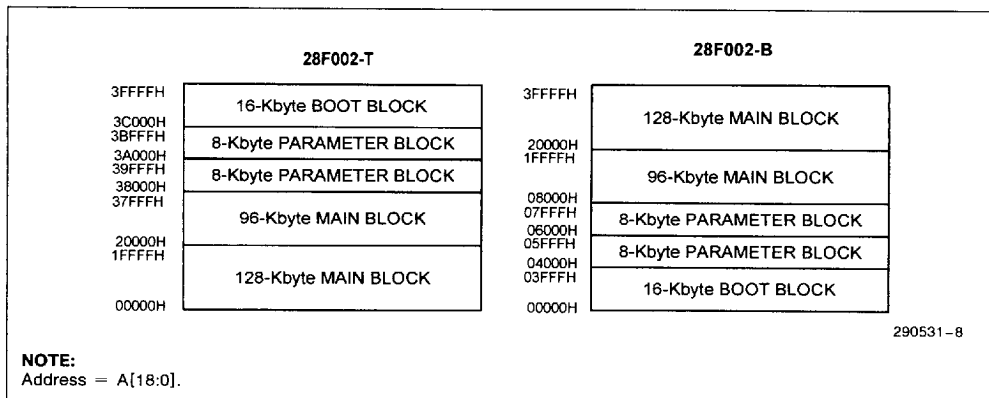 28F002-T
3FFFFH
16-Kbyte BOOT BLOCK
3C000H
3BFFFH
8-Kbyte PARAMETER BLOCK
3A000H
39FFFH
8-Kbyte PARAMETER BLOCK
38000H
37FFFH
96-Kbyte MAIN BLOCK
20000H
1FFFFH
128-Kbyte MAIN BLOCK
00000H
28F002-B
3FFFFH
128-Kbyte MAIN BLOCK
20000H
1FFFFH
96-Kbyte MAIN BLOCK
08000H
07FFFH
8-Kbyte PARAMETER BLOCK
06000H
05FFFH
8-Kbyte PARAMETER BLOCK
04000H
03FFFH
16-Kbyte BOOT BLOCK
00000H
290531–8
NOTE:
Address = A[18:0].